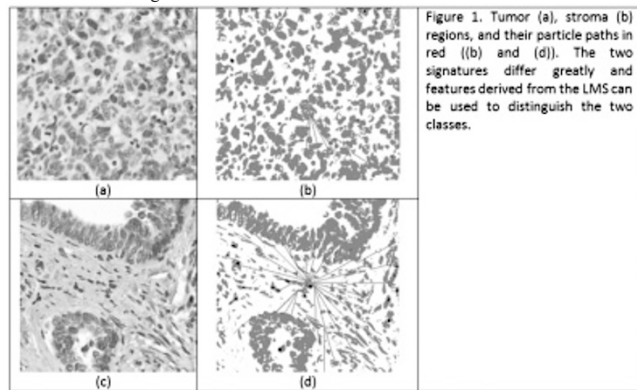 Figure 1. Tumor (a), stroma (b)
regions, and their particle paths in
red ((b) and (d)). The two
signatures differ greatly and
features derived from the LMS can
be used to distinguish the two
classes.
(a)
(b)
(c)
(d)